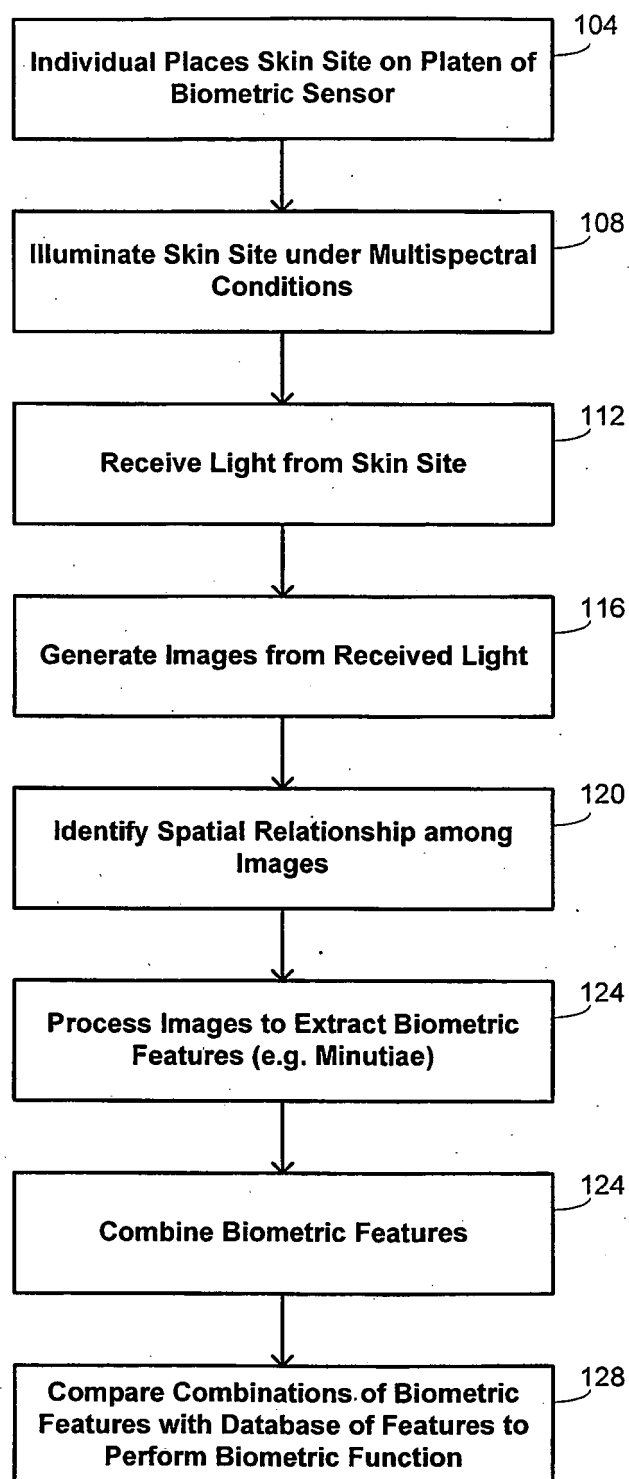 104
Individual Places Skin Site on Platen of
Biometric Sensor
108
Illuminate Skin Site under Multispectral
Conditions
112
Receive Light from Skin Site
116
Generate Images from Received Light
120
Identify Spatial Relationship among
Images
124
Process Images to Extract Biometric
Features (e.g. Minutiae)
124
Combine Biometric Features
128
Compare Combinations of Biometric
Features with Database of Features to
Perform Biometric Function